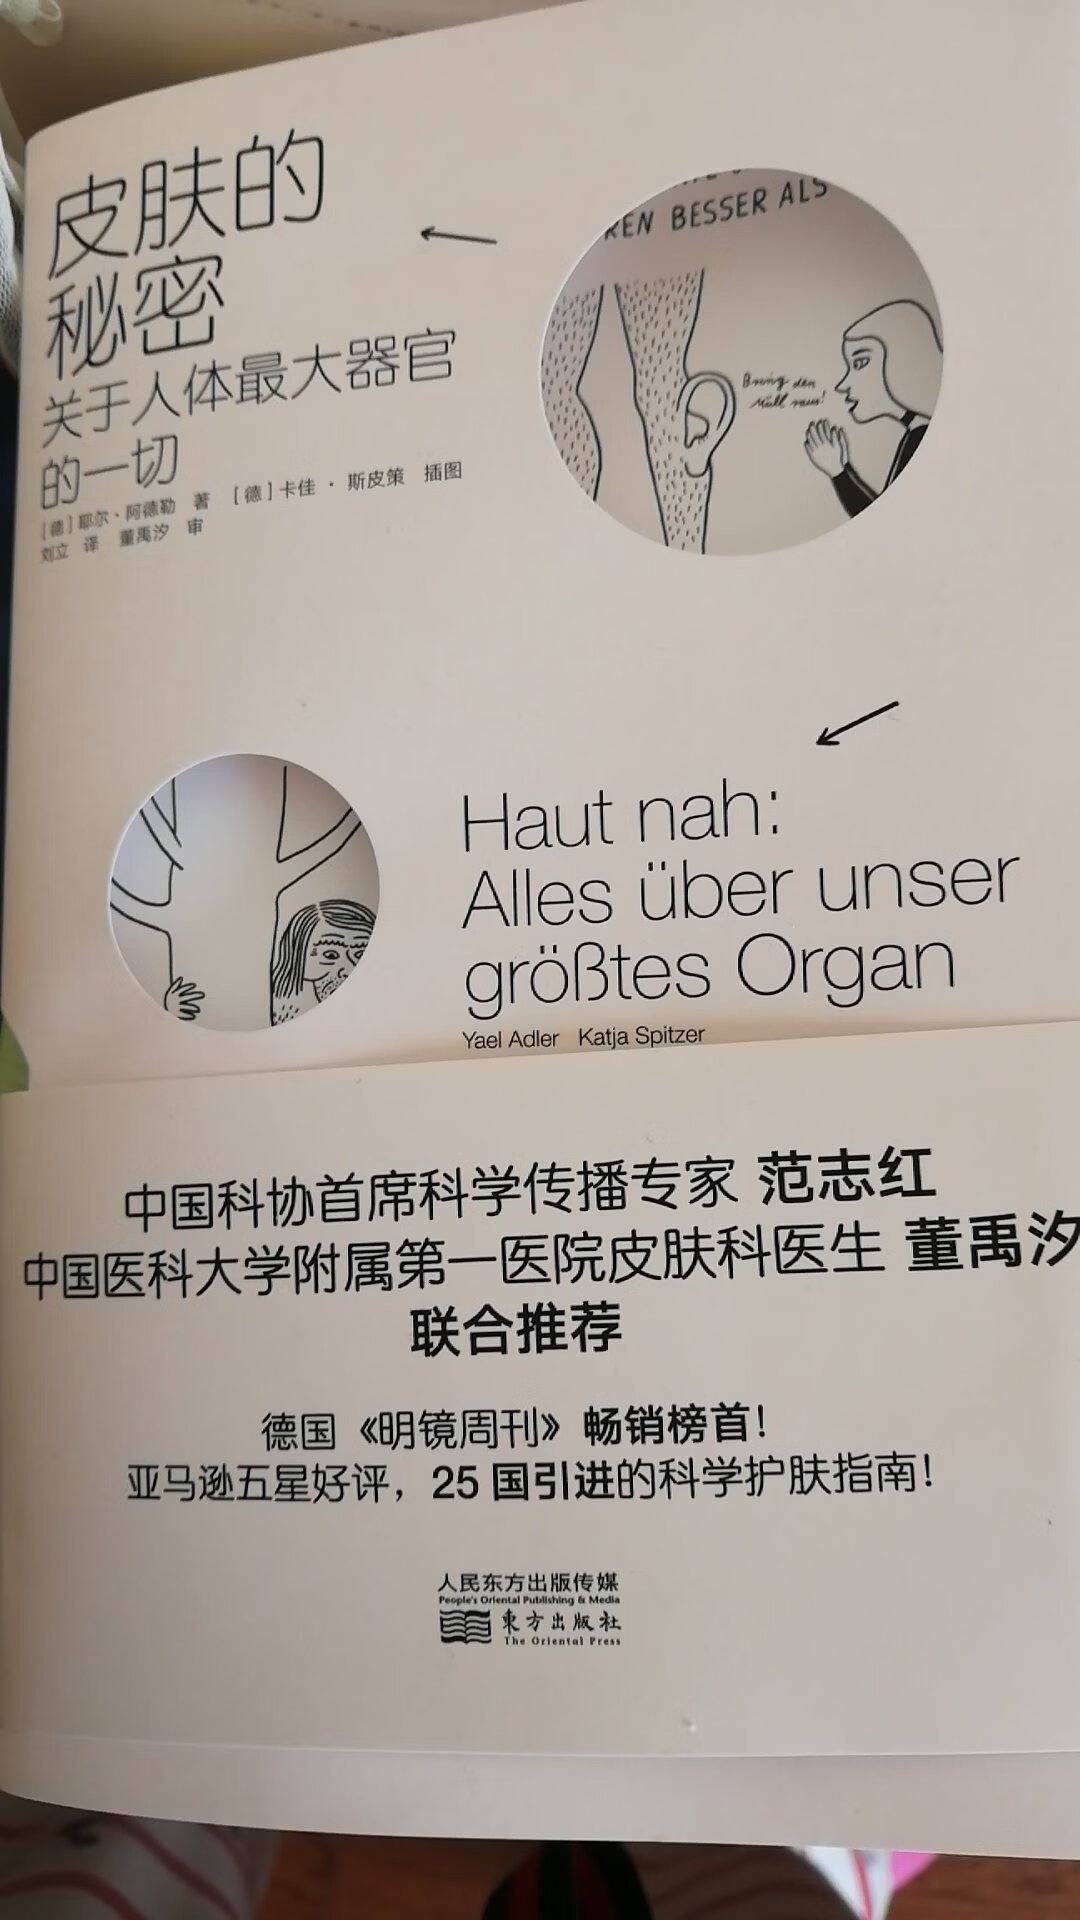 皮肤的
秘密
关于人体最大器官
的一切
[德]耶尔·阿德勒 著 [德]卡佳·斯皮策 插图
刘立 译 董禹汐 审
REN BESSER ALS
Bring den
Müll raus!
Haut nah:
Alles über unser
größtes Organ
Yael Adler Katja Spitzer
中国科协首席科学传播专家 范志红
中国医科大学附属第一医院皮肤科医生 董禹汐
联合推荐
德国《明镜周刊》畅销榜首!
亚马逊五星好评，25 国引进的科学护肤指南!
人民东方出版传媒
People's Oriental Publishing & Media
東方出版社
The Oriental Press